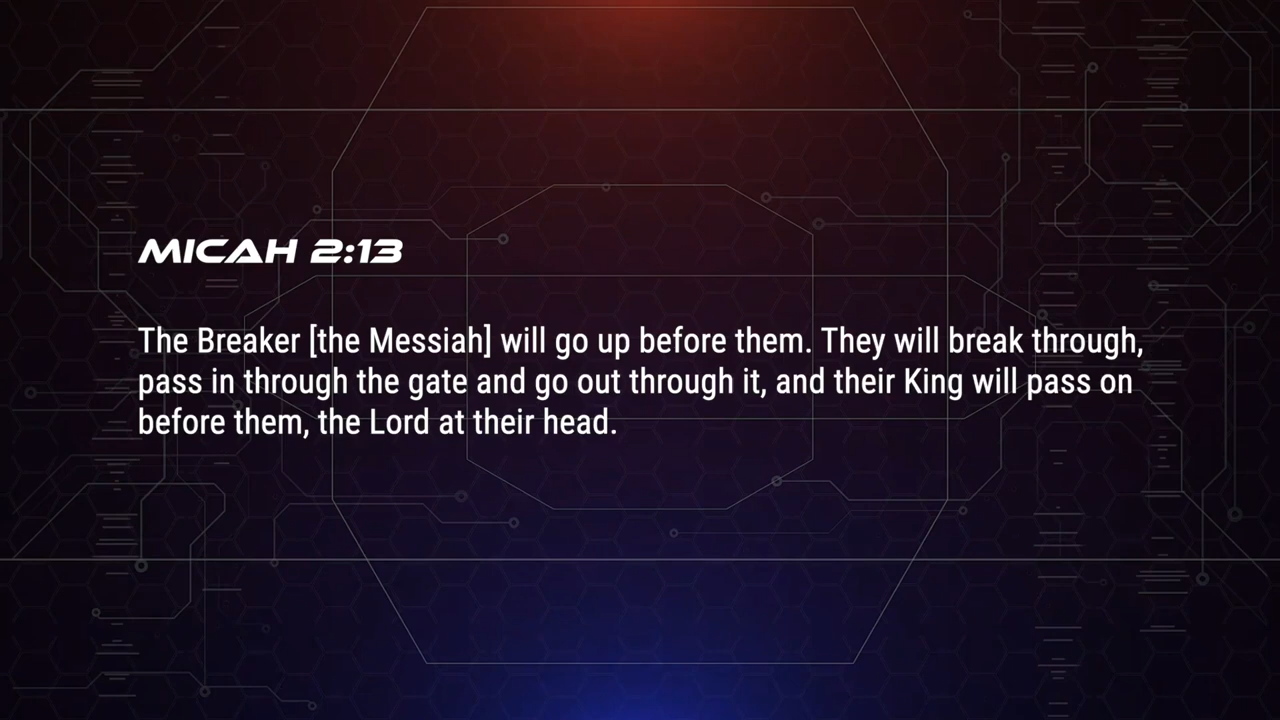 MICAH 2:13
The Breaker [the Messiah] will go up before them. They will break through,
pass in through the gate and go out through it, and their King will pass on
before them, the Lord at their head.